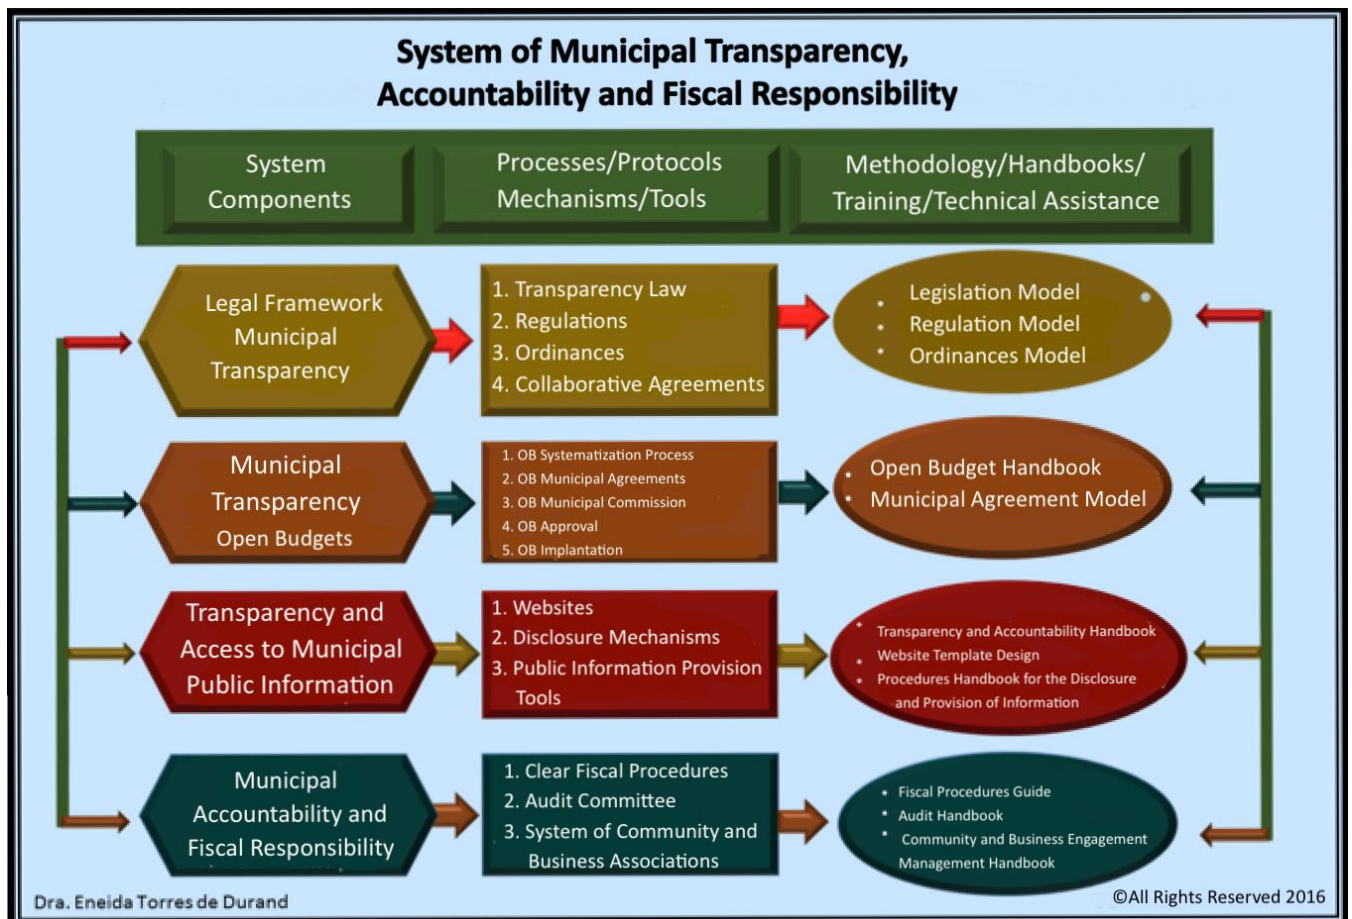 System of Municipal Transparency,
Accountability and Fiscal Responsibility
System
Components
Processes/Protocols
Mechanisms/Tools
Methodology/Handbooks/
Training/Technical Assistance
Legal Framework
Municipal
Transparency
1. Transparency Law
2. Regulations
3. Ordinances
4. Collaborative Agreements
• Legislation Model
• Regulation Model
• Ordinances Model
Municipal
Transparency
Open Budgets
1. OB Systematization Process
2. OB Municipal Agreements
3. OB Municipal Commission
4. OB Approval
5. OB Implantation
• Open Budget Handbook
• Municipal Agreement Model
Transparency and
Access to Municipal
Public Information
1. Websites
2. Disclosure Mechanisms
3. Public Information Provision
Tools
• Transparency and Accountability Handbook
• Website Template Design
• Procedures Handbook for the Disclosure
and Provision of Information
Municipal
Accountability and
Fiscal Responsibility
1. Clear Fiscal Procedures
2. Audit Committee
3. System of Community and
Business Associations
• Fiscal Procedures Guide
• Audit Handbook
• Community and Business Engagement
Management Handbook
Dra. Eneida Torres de Durand
©All Rights Reserved 2016